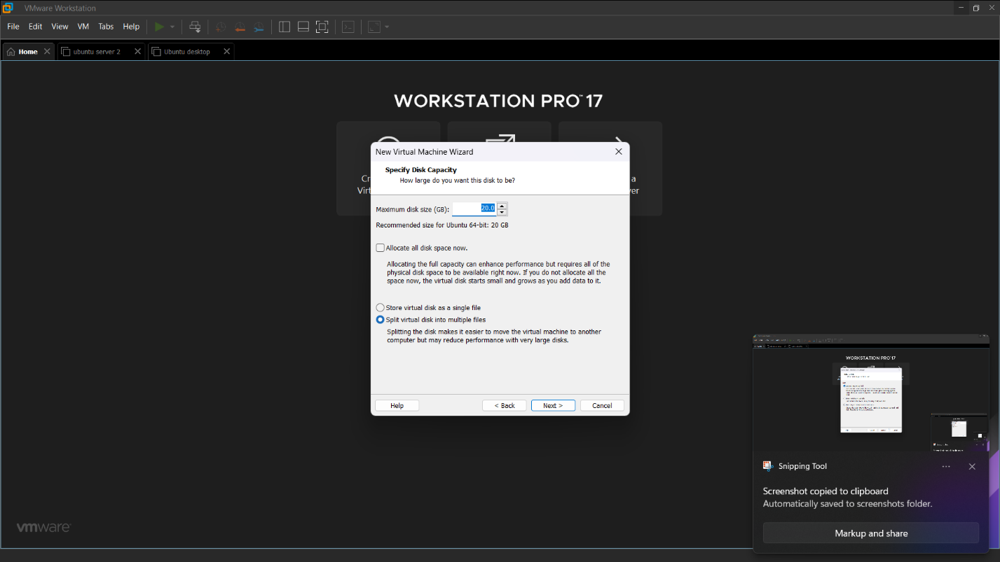 VMware Workstation
File Edit View VM Tabs Help
Home
ubuntu server 2
Ubuntu desktop
WORKSTATION PRO™ 17
Cr
Virt
a
ver
New Virtual Machine Wizard
Specify Disk Capacity
How large do you want this disk to be?
Maximum disk size (GB): 20.0
Recommended size for Ubuntu 64-bit: 20 GB
Allocate all disk space now.
Allocating the full capacity can enhance performance but requires all of the
physical disk space to be available right now. If you do not allocate all the
space now, the virtual disk starts small and grows as you add data to it.
Store virtual disk as a single file
Split virtual disk into multiple files
Splitting the disk makes it easier to move the virtual machine to another
computer but may reduce performance with very large disks.
Help
< Back
Next >
Cancel
WORKSTATION PRO 17
Snipping Tool
Screenshot copied to clipboard
Automatically saved to screenshots folder.
Markup and share
vmware